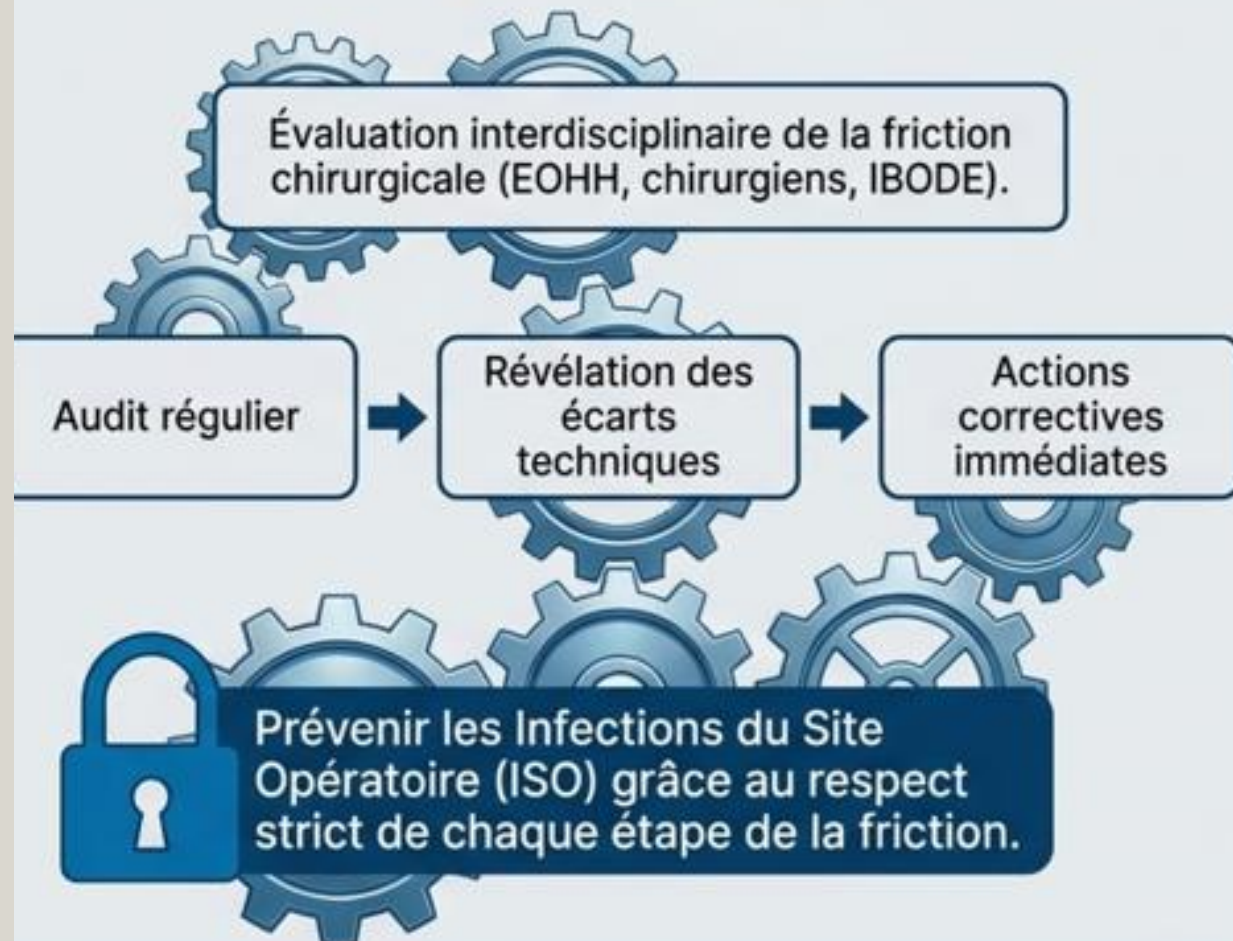 Évaluation interdisciplinaire de la friction
chirurgicale (EOHH, chirurgiens, IBODE).
Audit régulier
Révélation des
écarts
techniques
Actions
correctives
immédiates
Prévenir les Infections du Site
Opératoire (ISO) grâce au respect
strict de chaque étape de la friction.